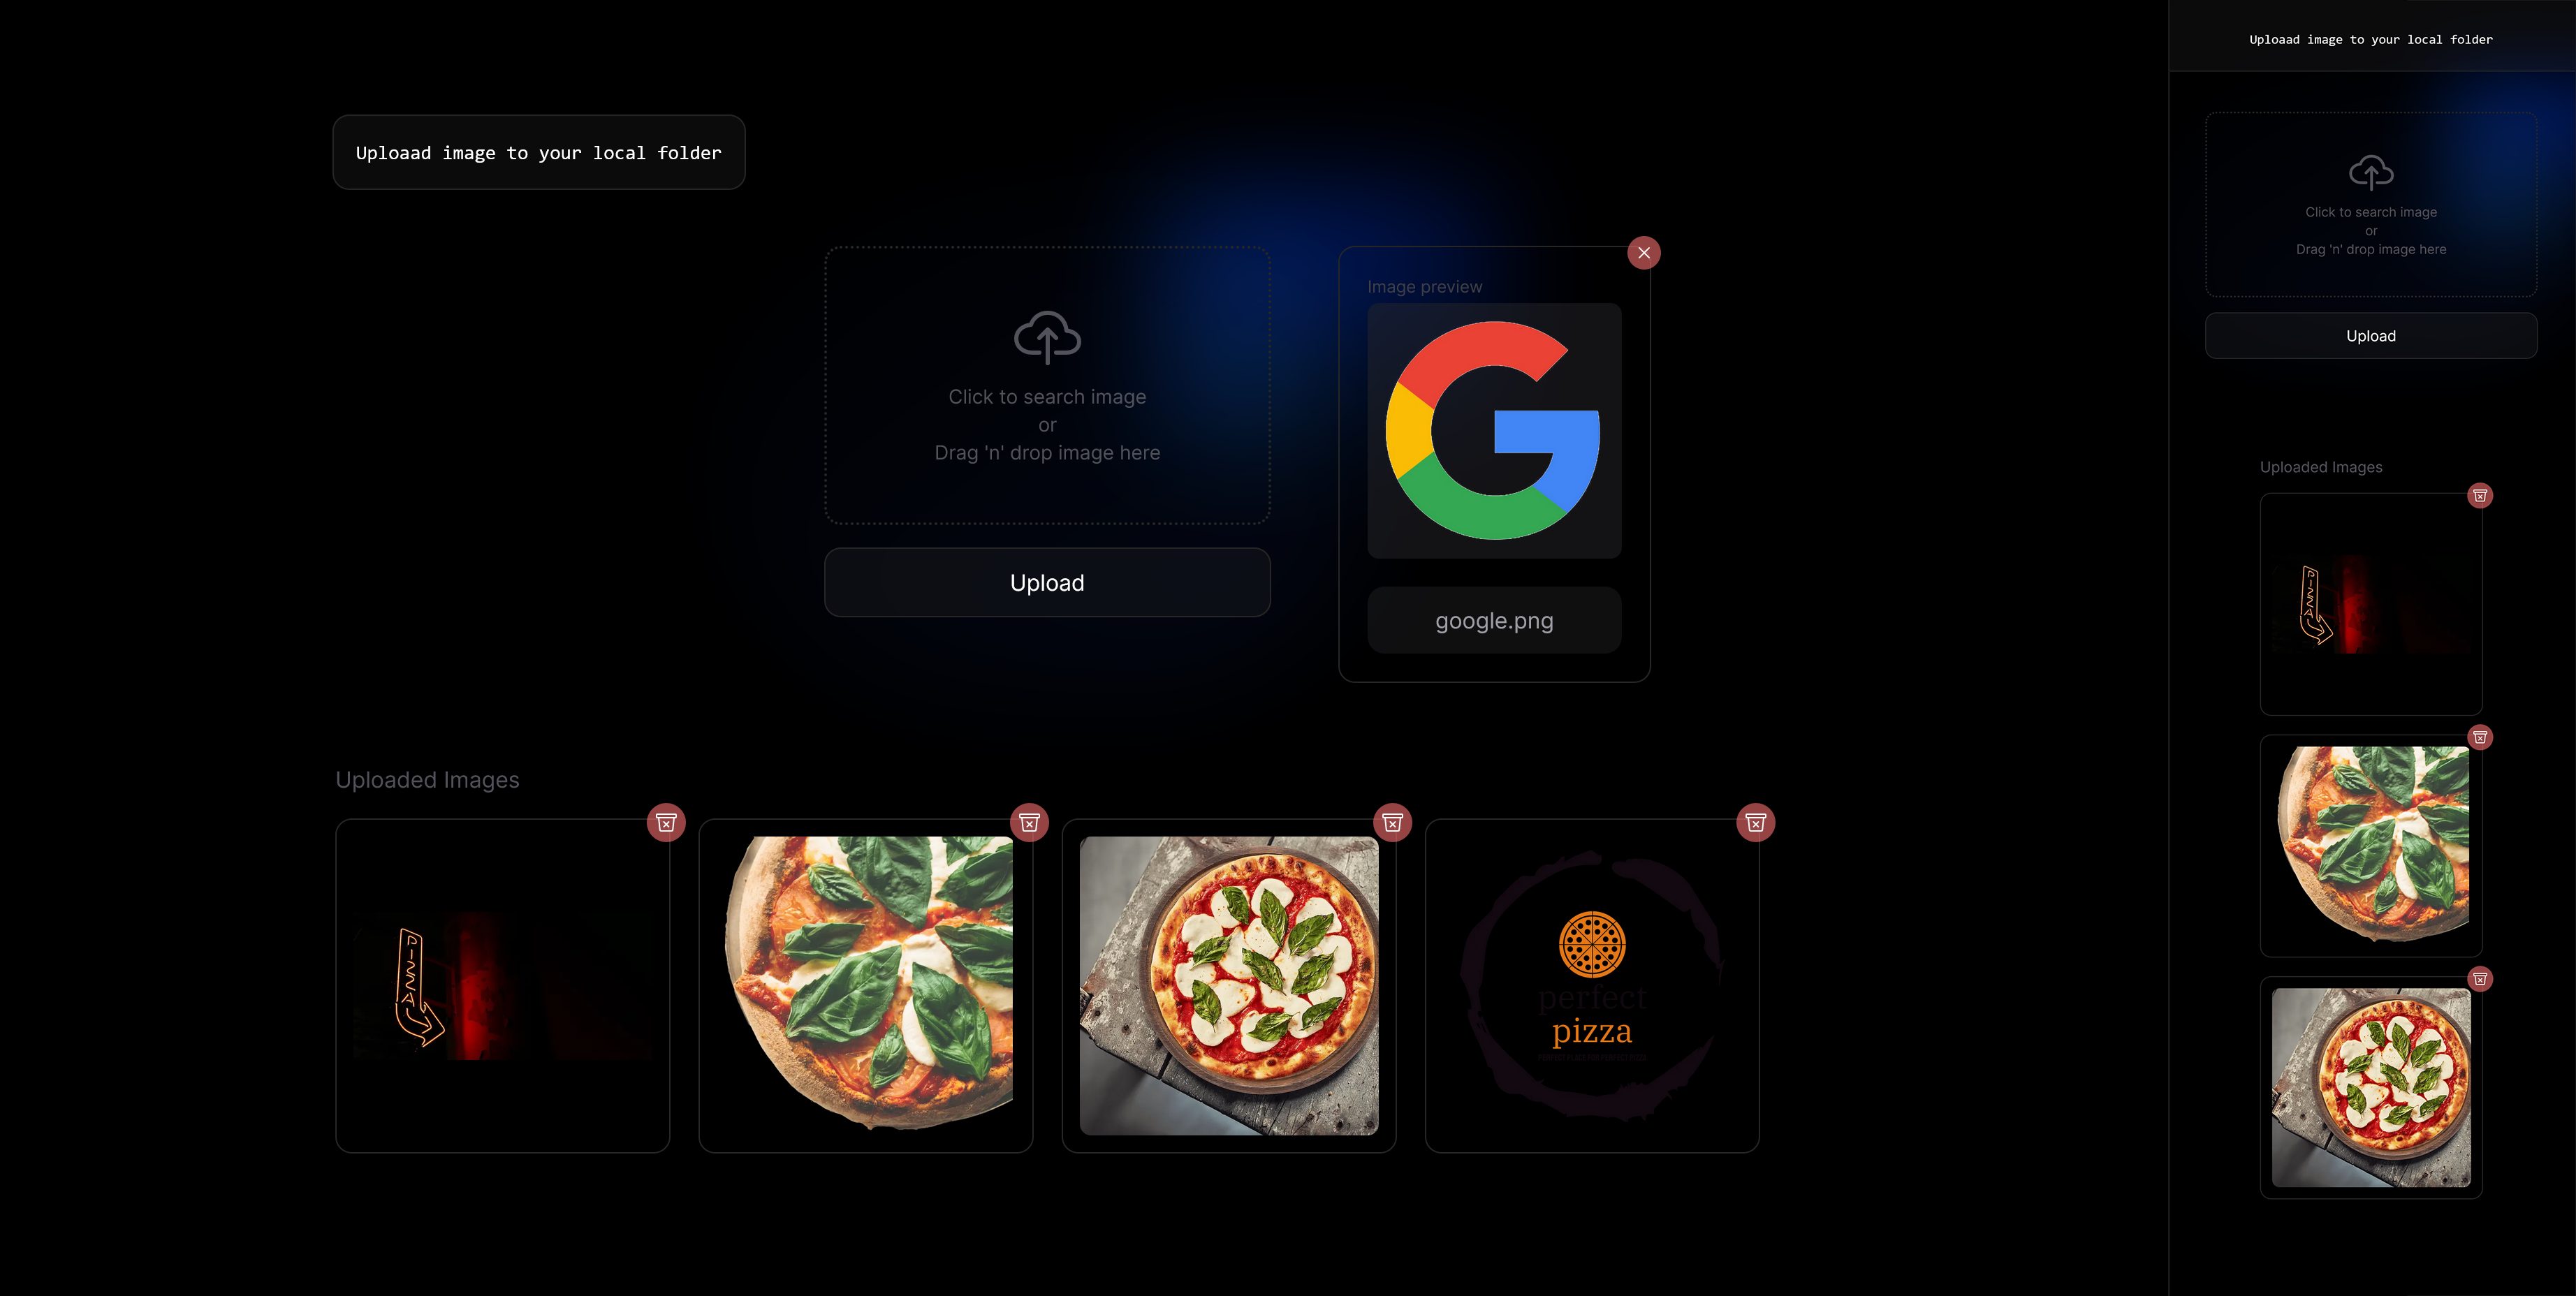 Uploaad image to your local folder
Click to search image
or
Drag 'n' drop image here
Upload
Image preview
google.png
Uploaded Images
PIZZA
perfect
pizza
Uploaad image to your local folder
Click to search image
or
Drag 'n' drop image here
Upload
Uploaded Images
PIZZA